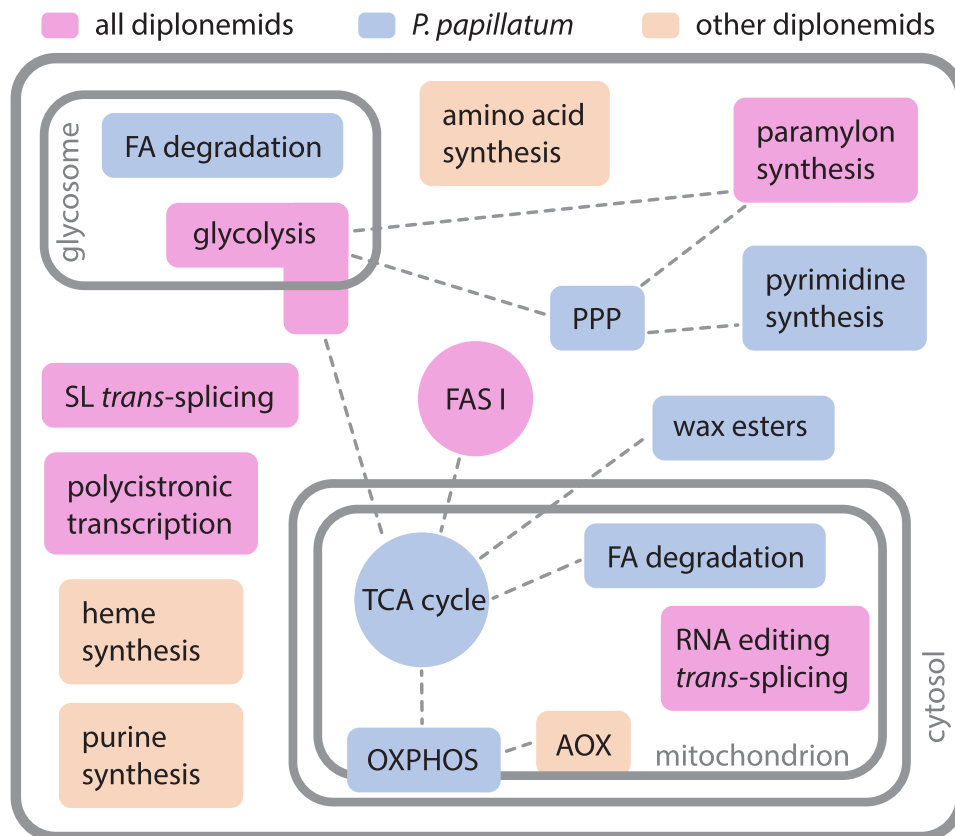 all diplonemids
P. papillatum
other diplonemids
glycosome
FA degradation
glycolysis
amino acid
synthesis
paramylon
synthesis
PPP
pyrimidine
synthesis
SL trans-splicing
FAS I
wax esters
polycistronic
transcription
TCA cycle
FA degradation
heme
synthesis
RNA editing
trans-splicing
purine
synthesis
OXPHOS
AOX
mitochondrion
cytosol